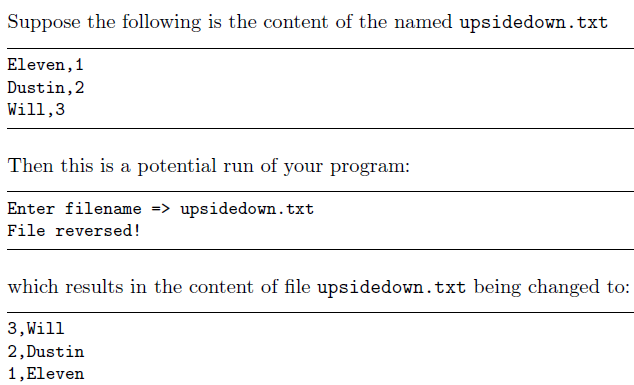 Suppose the following is the content of the named upsidedown.txt
Eleven,1
Dustin,2
Will,3
Then this is a potential run of your program:
Enter filename => upsidedown.txt
File reversed!
which results in the content of file upsidedown.txt being changed to:
3,Will
2,Dustin
1,Eleven